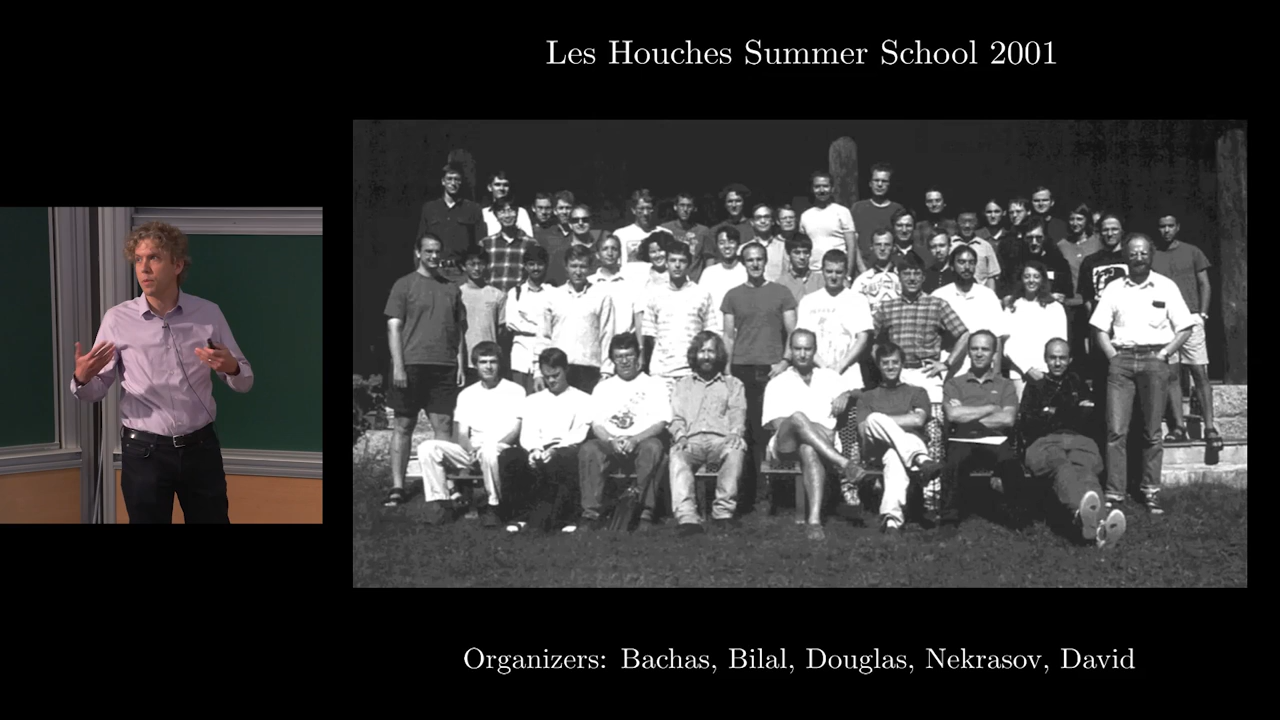 Les Houches Summer School 2001
Organizers: Bachas, Bilal, Douglas, Nekrasov, David